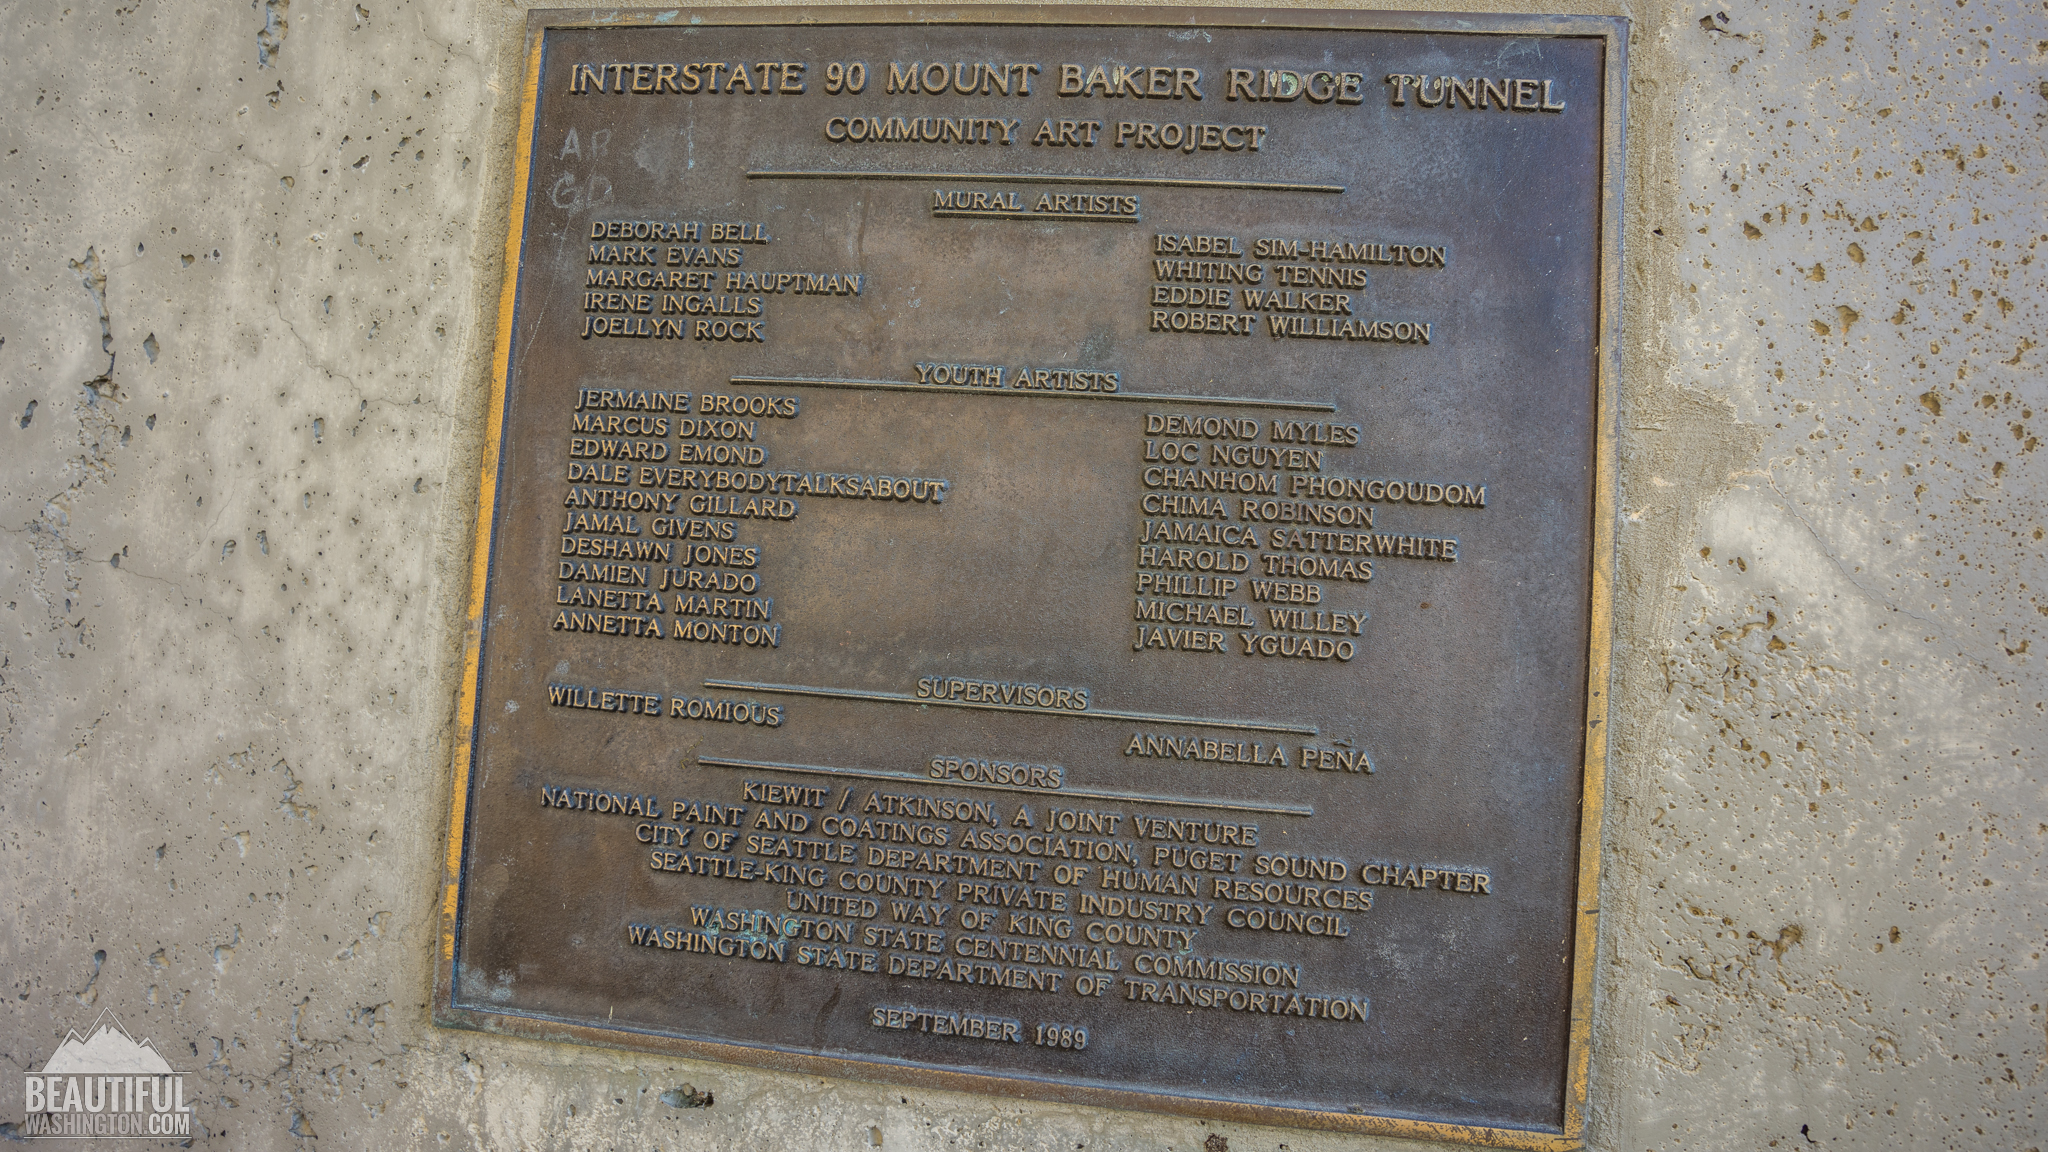 INTERSTATE 90 MOUNT BAKER RIDGE TUNNEL
COMMUNITY ART PROJECT
MURAL ARTISTS
DEBORAH BELL
MARK EVANS
MARGARET HAUPTMAN
IRENE INGALLS
JOELLYN ROCK
ISABEL SIM-HAMILTON
WHITING TENNIS
EDDIE WALKER
ROBERT WILLIAMSON
YOUTH ARTISTS
JERMAINE BROOKS
MARCUS DIXON
EDWARD EMOND
DALE EVERYBODYTALKSABOUT
ANTHONY GILLARD
JAMAL GIVENS
DESHAWN JONES
DAMIEN JURADO
LANETTA MARTIN
ANNETTA MONTON
DEMOND MYLES
LOC NGUYEN
CHANHOM PHONGOUDOM
CHIMA ROBINSON
JAMAICA SATTERWHITE
HAROLD THOMAS
PHILLIP WEBB
MICHAEL WILLEY
JAVIER YGUADO
SUPERVISORS
WILLETTE ROMIOUS
ANNABELLA PENA
SPONSORS
KIEWIT / ATKINSON, A JOINT VENTURE
NATIONAL PAINT AND COATINGS ASSOCIATION, PUGET SOUND CHAPTER
CITY OF SEATTLE DEPARTMENT OF HUMAN RESOURCES
SEATTLE-KING COUNTY PRIVATE INDUSTRY COUNCIL
UNITED WAY OF KING COUNTY
WASHINGTON STATE CENTENNIAL COMMISSION
WASHINGTON STATE DEPARTMENT OF TRANSPORTATION
SEPTEMBER 1989
BEAUTIFUL
WASHINGTON.COM